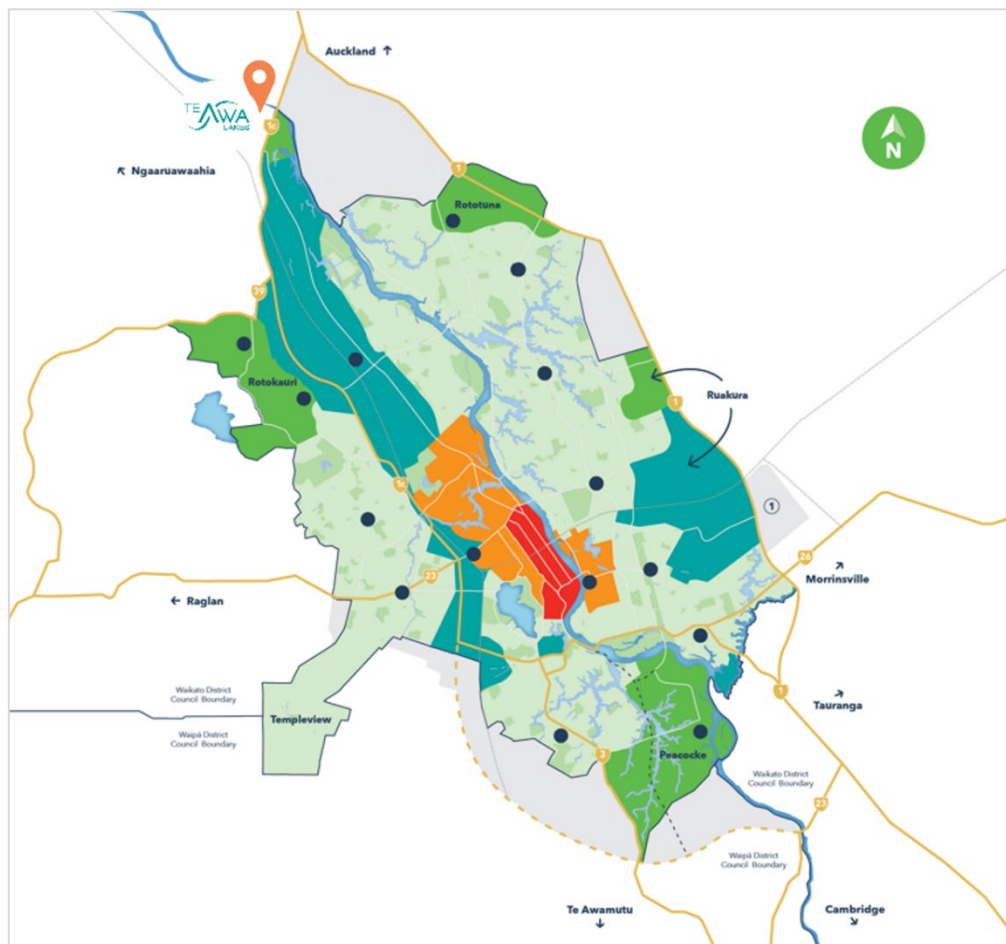 Auckland ↑
TE AWA
LAKES
1c
N
↖ Ngaaruawaahia
1
Rototuna
39
Rotokauri
Ruakura
1
1c
1
26
Morrinsville
23
← Raglan
Waikato District
Council Boundary
Waipā District
Council Boundary
Templeview
1
Tauranga
3
Peacocke
Waikato District
Council Boundary
23
Waipā District
Council Boundary
Te Awamutu
↓
Cambridge
↘